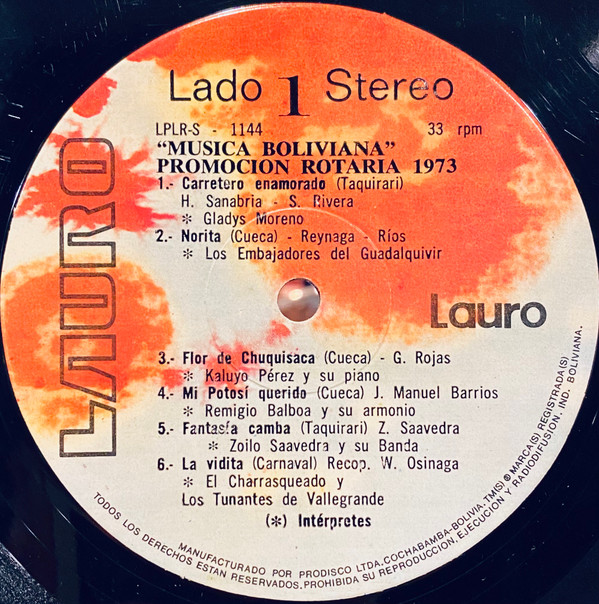 Lado 1 Stereo
LPLR-S - 1144 33 rpm
"MUSICA BOLIVIANA"
PROMOCION ROTARIA 1973
1.- Carretero enamorado (Taquirari)
H. Sanabria - S. Rivera
* Gladys Moreno
2.- Norita (Cueca) - Reynaga - Ríos
* Los Embajadores del Guadalquivir
LAURO
Lauro
3.- Flor de Chuquisaca (Cueca) - G. Rojas
* Kaluyo Pérez y su piano
4.- Mi Potosí querido (Cueca) J. Manuel Barrios
* Remigio Balboa y su armonio
5.- Fantasía camba (Taquirari) Z. Saavedra
* Zoilo Saavedra y su Banda
6.- La vidita (Carnaval) Recop. W. Osinaga
* El Charrasqueado y
Los Tunantes de Vallegrande
(*) Intérpretes
MANUFACTURADO POR PRODISCO LTDA.COCHABAMBA-BOLIVIA.TM(S)®MARCA(S) REGISTRADA(S)
TODOS LOS DERECHOS ESTAN RESERVADOS.PROHIBIDA SU REPRODUCCION,EJECUCION Y RADIODIFUSION. IND. BOLIVIANA.